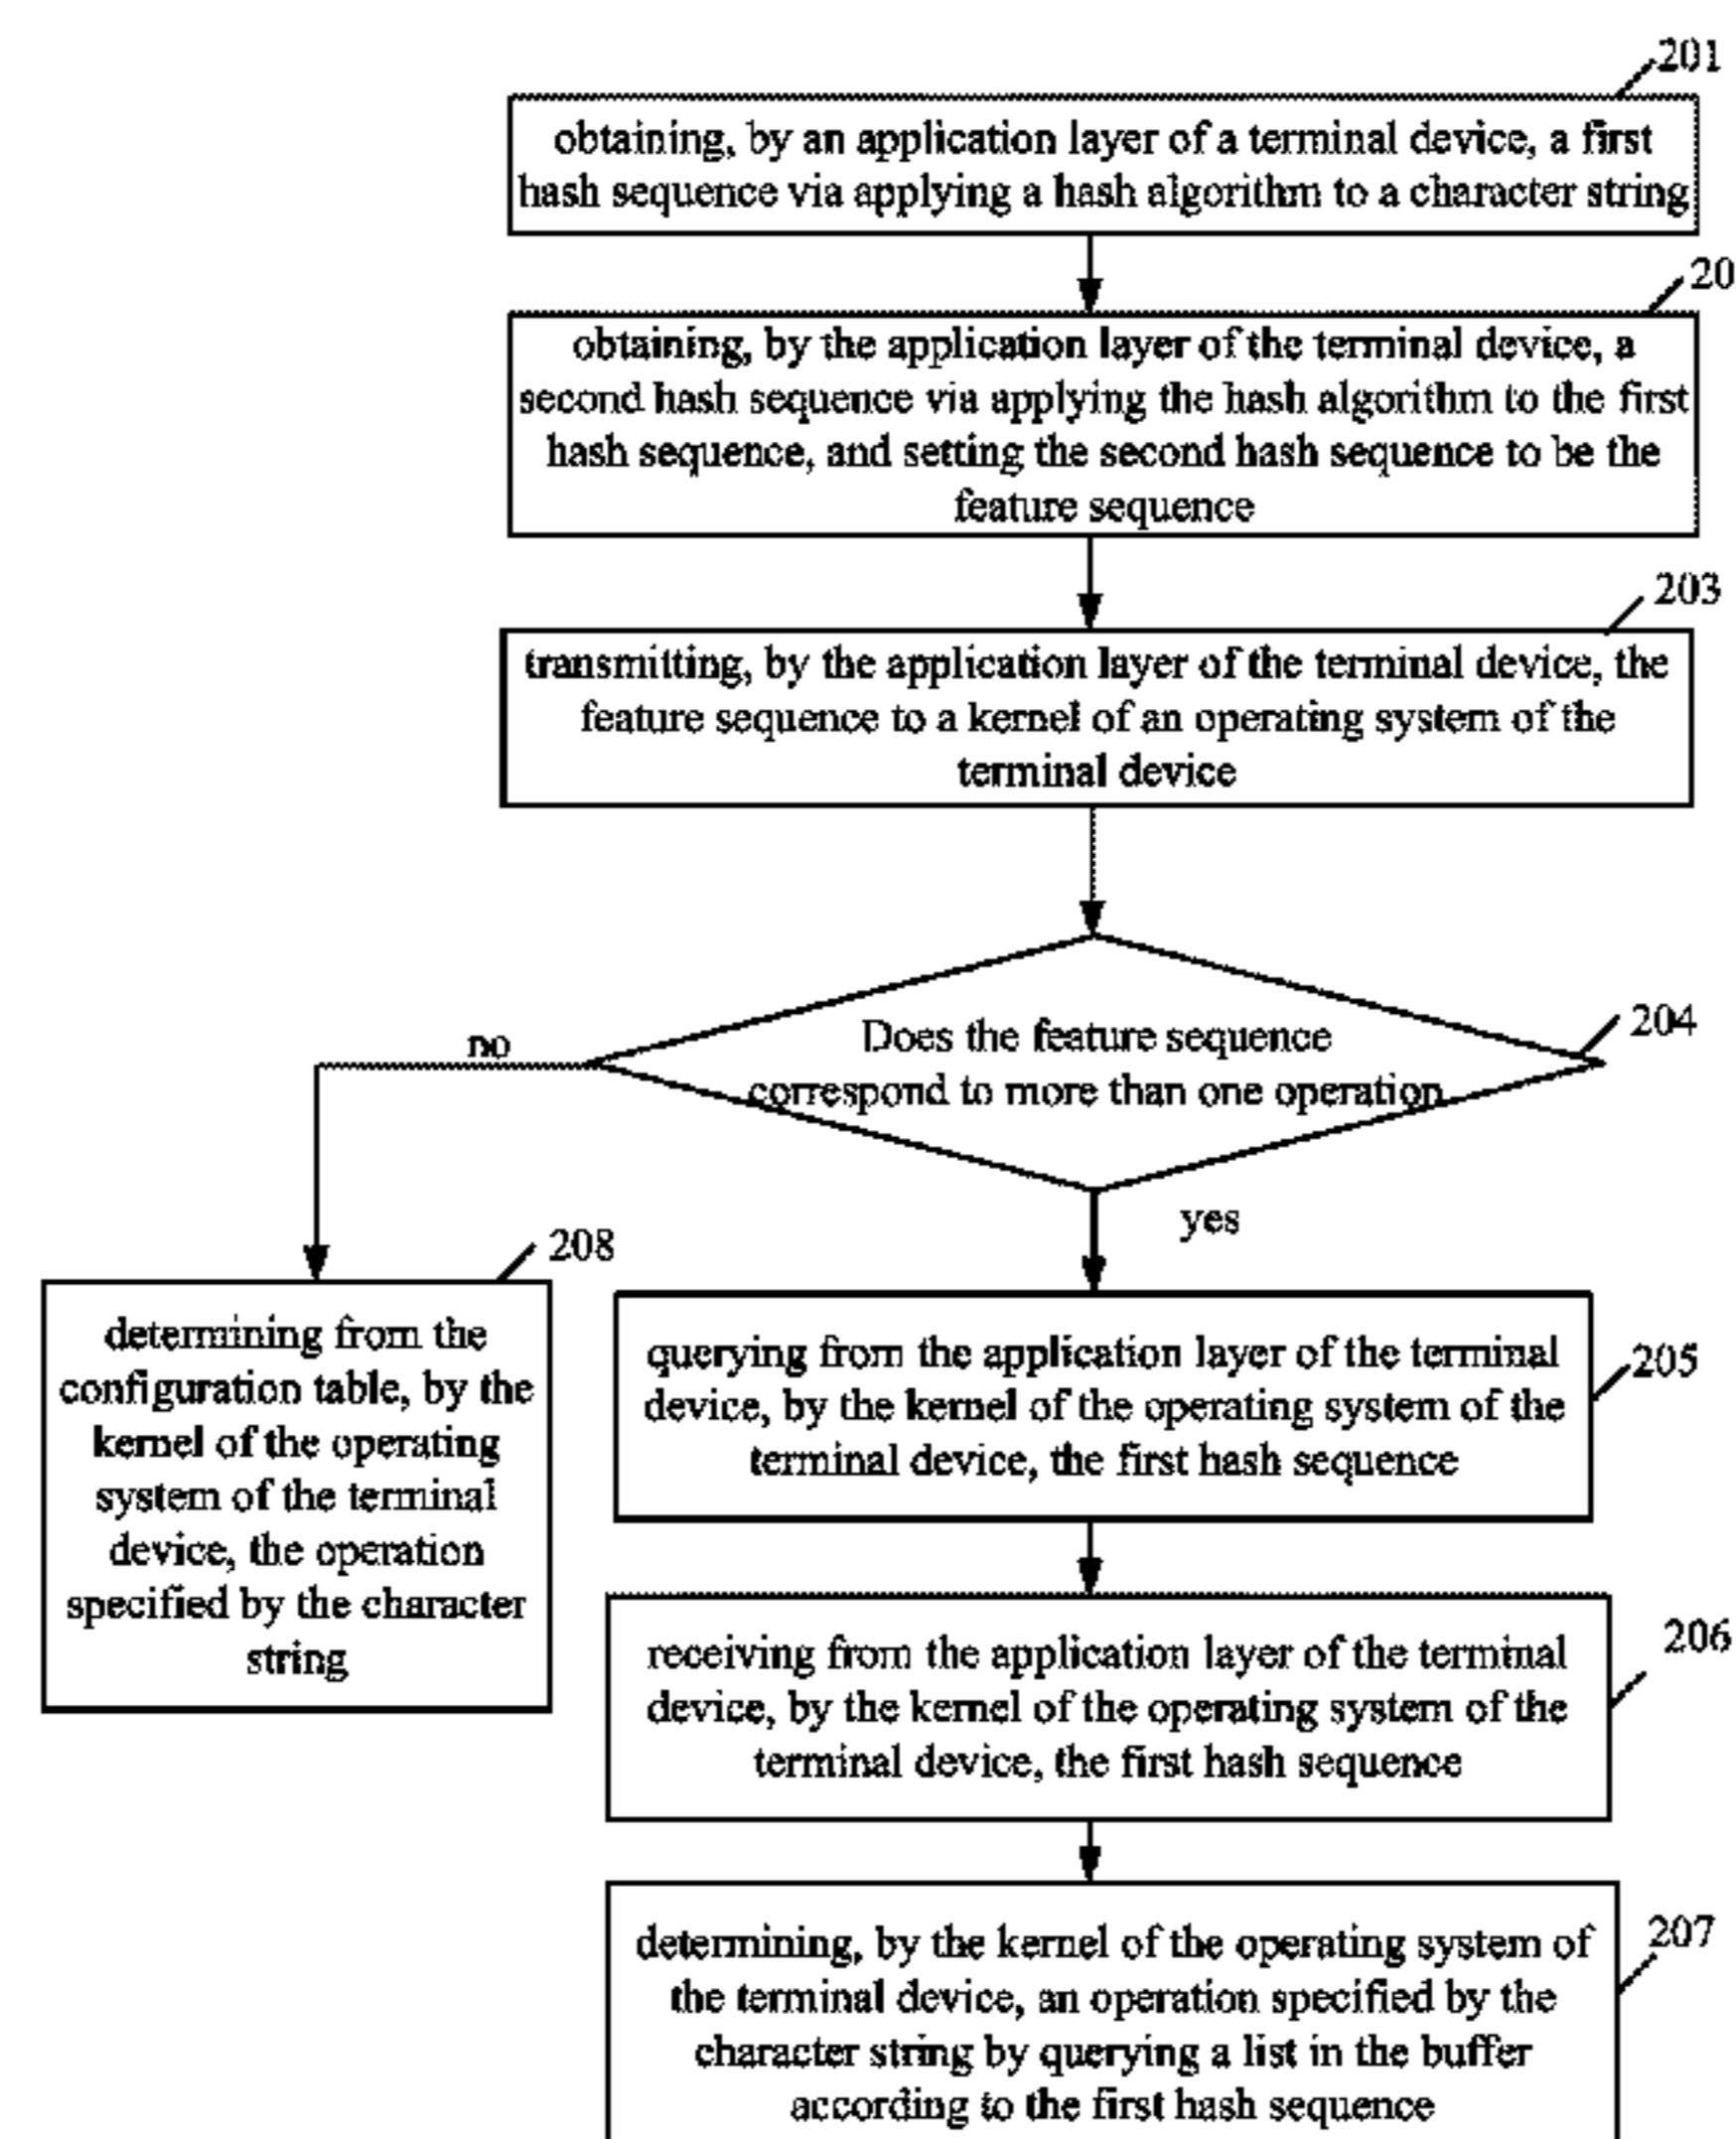 201
obtaining, by an application layer of a terminal device, a first
hash sequence via applying a hash algorithm to a character string
20
obtaining, by the application layer of the terminal device, a
second hash sequence via applying the hash algorithm to the first
hash sequence, and setting the second hash sequence to be the
feature sequence
203
transmitting, by the application layer of the terminal device, the
feature sequence to a kernel of an operating system of the
terminal device
204
Does the feature sequence
correspond to more than one operation
no
yes
208
determining from the
configuration table, by the
kernel of the operating
system of the terminal
device, the operation
specified by the character
string
205
querying from the application layer of the terminal
device, by the kernel of the operating system of the
terminal device, the first hash sequence
206
receiving from the application layer of the terminal
device, by the kernel of the operating system of the
terminal device, the first hash sequence
207
determining, by the kernel of the operating system of
the terminal device, an operation specified by the
character string by querying a list in the buffer
according to the first hash sequence